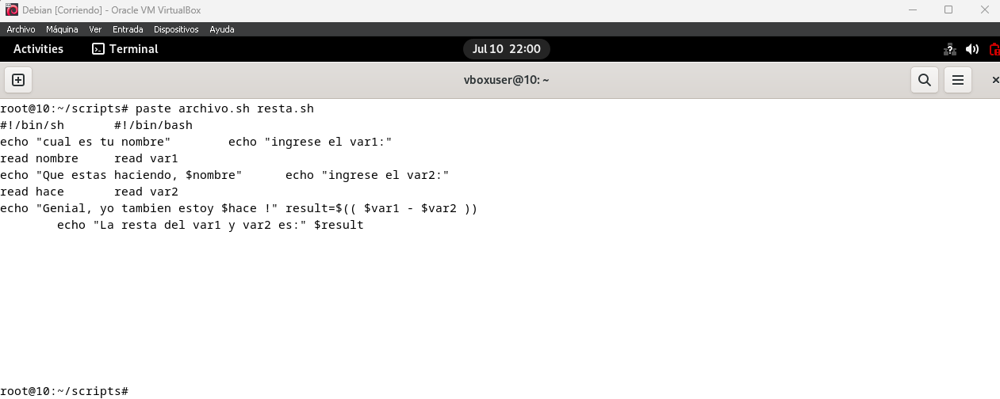 Debian [Corriendo] - Oracle VM VirtualBox
Archivo Máquina Ver Entrada Dispositivos Ayuda
Activities Terminal Jul 10 22:00
vboxuser@10: ~
root@10:~/scripts# paste archivo.sh resta.sh
#!/bin/sh #!/bin/bash
echo "cual es tu nombre" echo "ingrese el var1:"
read nombre read var1
echo "Que estas haciendo, $nombre" echo "ingrese el var2:"
read hace read var2
echo "Genial, yo tambien estoy $hace !" result=$(( $var1 - $var2 ))
echo "La resta del var1 y var2 es:" $result
root@10:~/scripts#